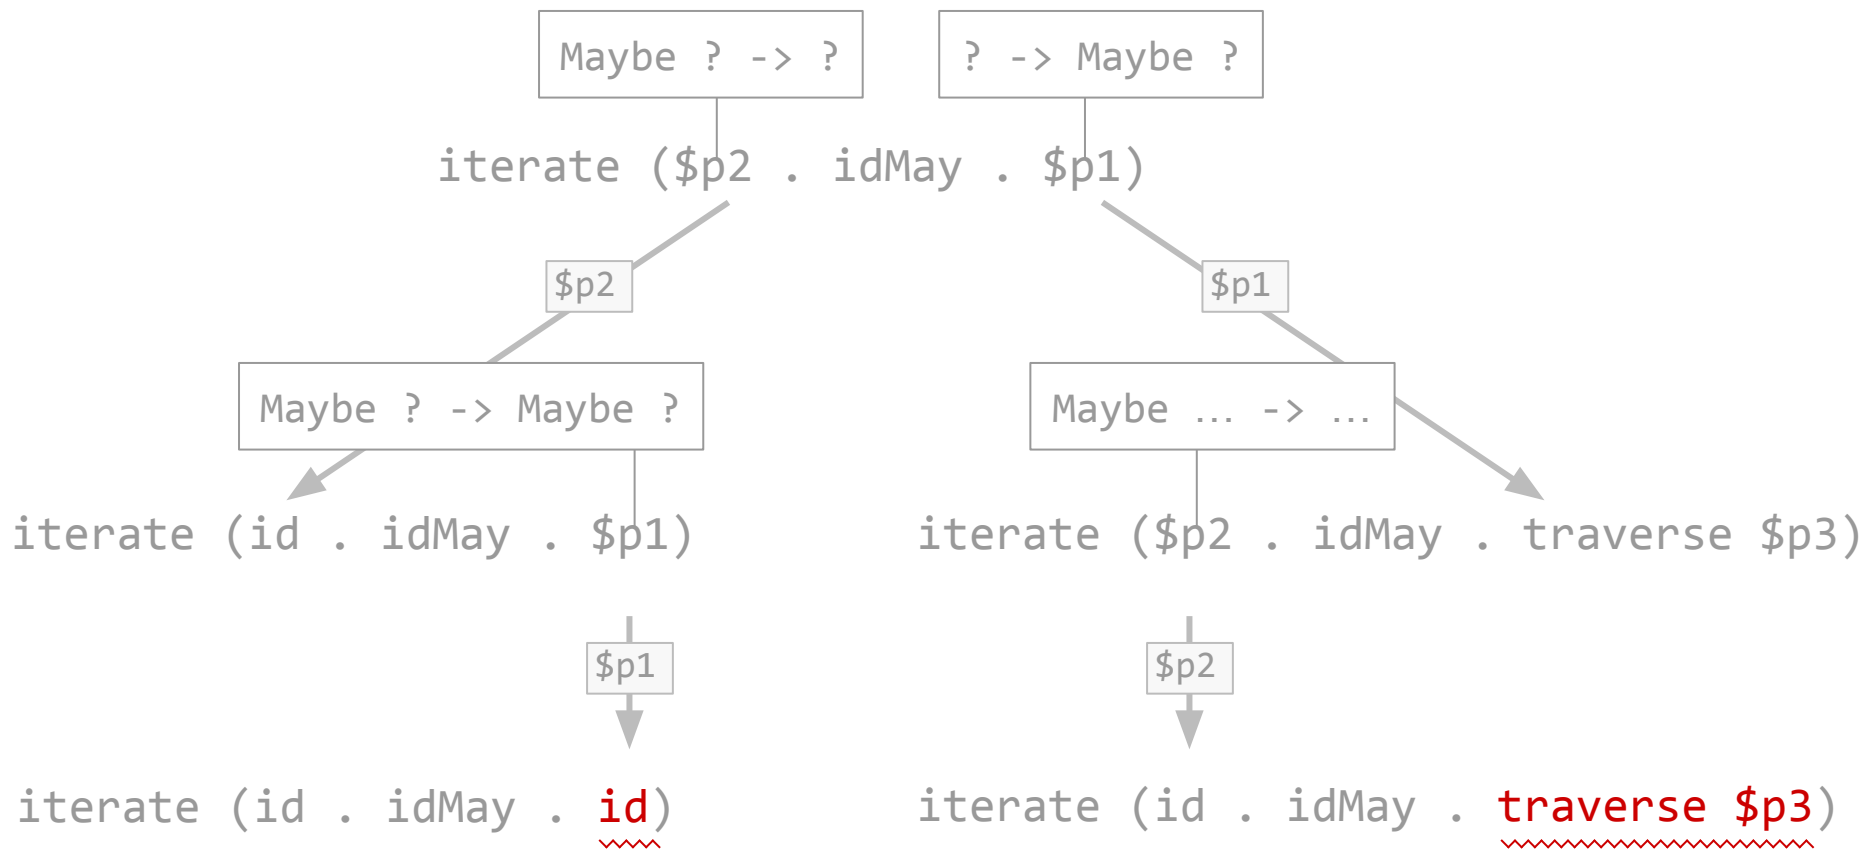 Maybe ? -> ?
? -> Maybe ?
iterate ($p2 . idMay . $p1)
$p2
$p1
Maybe ? -> Maybe ?
Maybe … -> …
iterate (id . idMay . $p1)
iterate ($p2 . idMay . traverse $p3)
$p1
$p2
iterate (id . idMay . id)
iterate (id . idMay . traverse $p3)